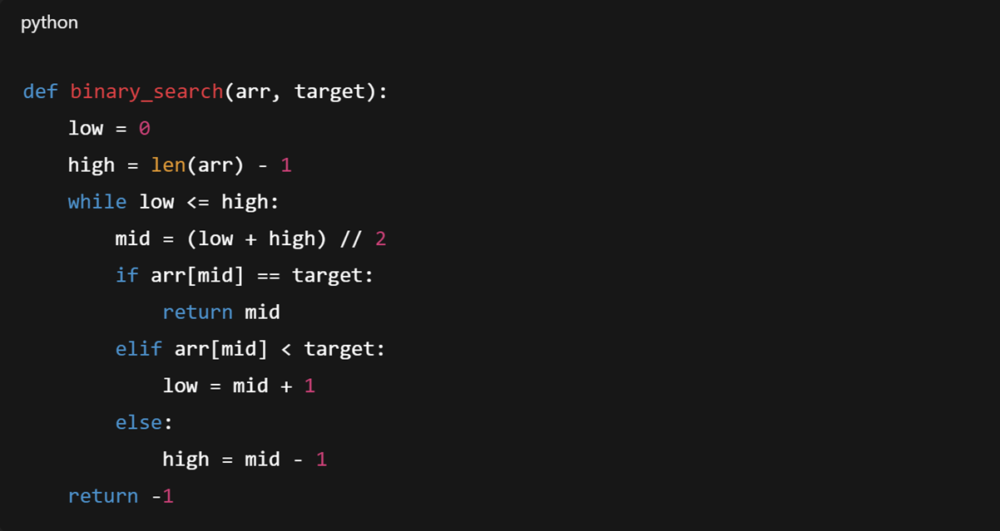 python
def binary_search(arr, target):
    low = 0
    high = len(arr) - 1
    while low <= high:
        mid = (low + high) // 2
        if arr[mid] == target:
            return mid
        elif arr[mid] < target:
            low = mid + 1
        else:
            high = mid - 1
    return -1